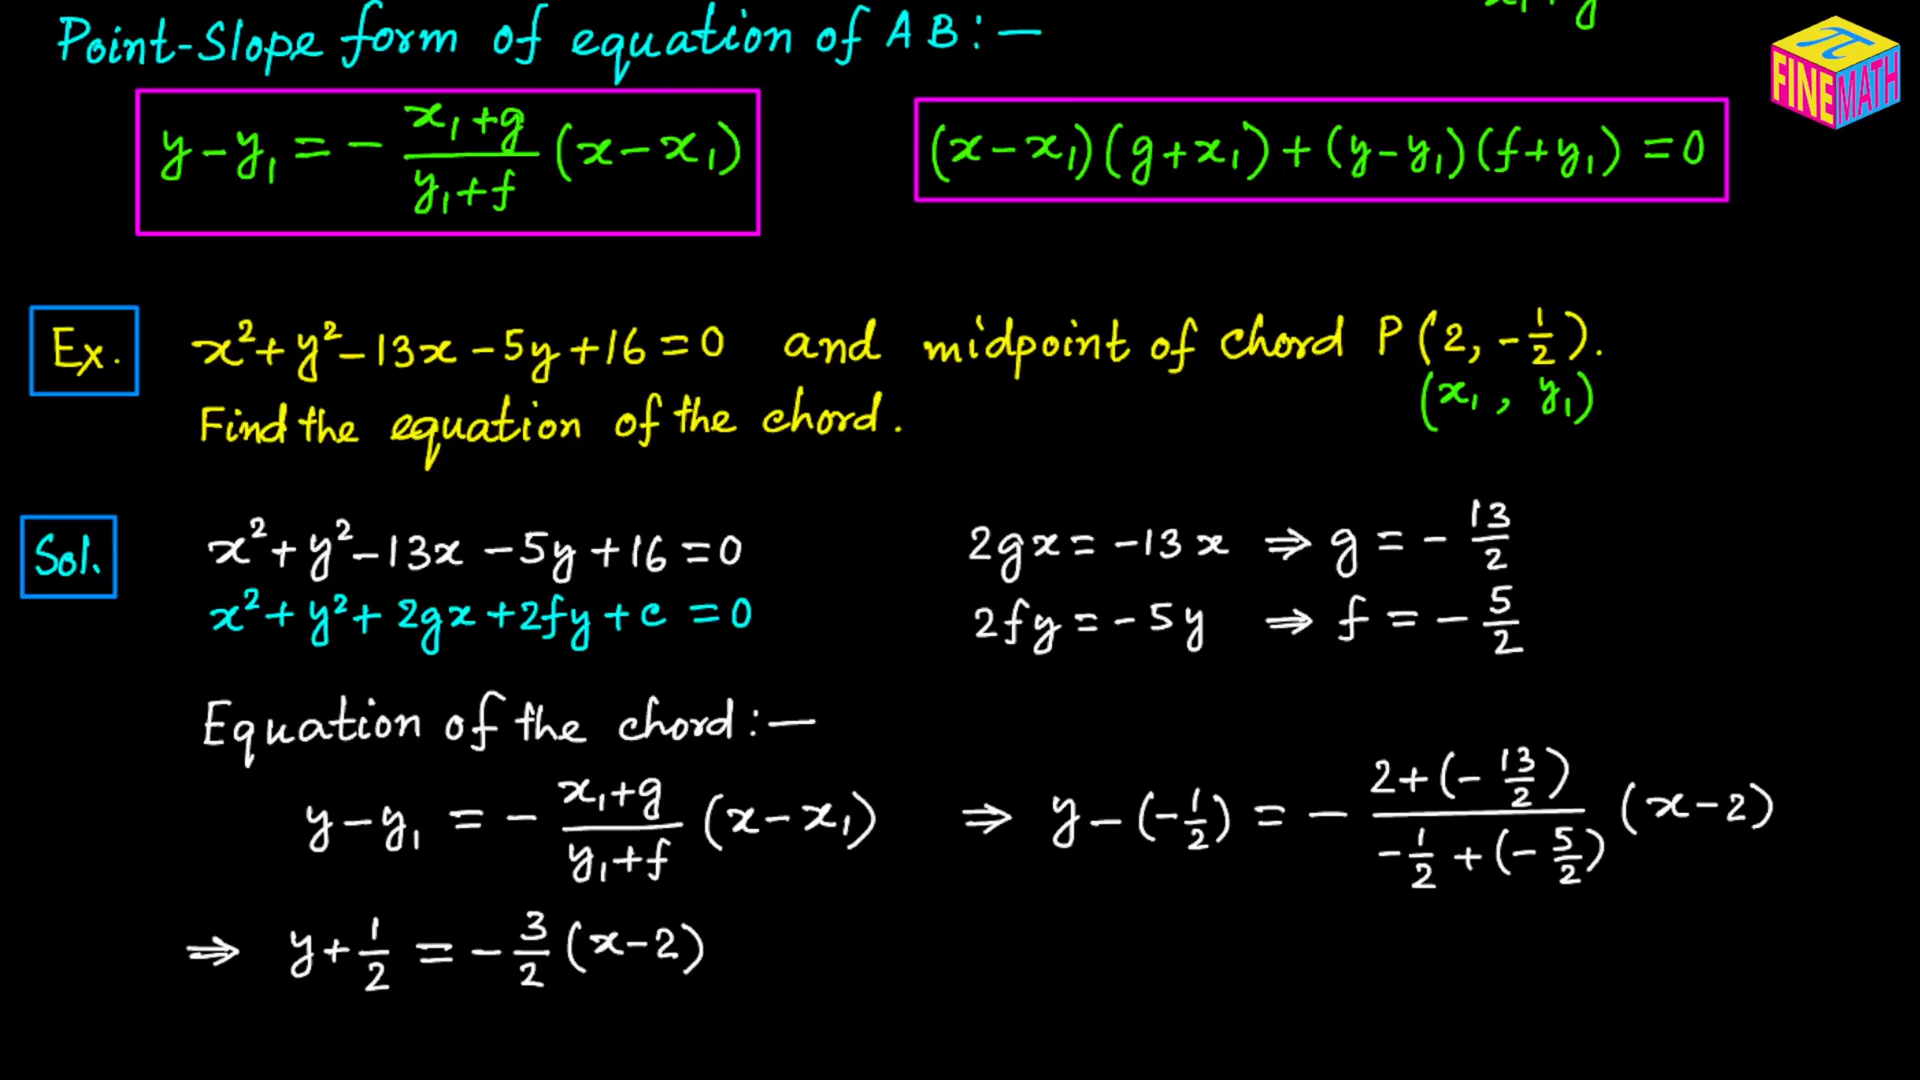 Point-Slope form of equation of AB:—
π
FINE MATH
y-y₁ = - (x₁+g)/(y₁+f) (x-x₁)
(x-x₁)(g+x₁)+(y-y₁)(f+y₁)=0
Ex.
x²+y²-13x-5y+16=0 and midpoint of chord P(2, -1/2).
(x₁, y₁)
Find the equation of the chord.
Sol.
x²+y²-13x-5y+16=0
x²+y²+2gx+2fy+c=0
2gx=-13x ⇒ g=-13/2
2fy=-5y ⇒ f=-5/2
Equation of the chord:—
y-y₁ = - (x₁+g)/(y₁+f) (x-x₁) ⇒ y-(-1/2) = - (2+(-13/2))/(-1/2+(-5/2)) (x-2)
⇒ y+1/2 = -3/2 (x-2)